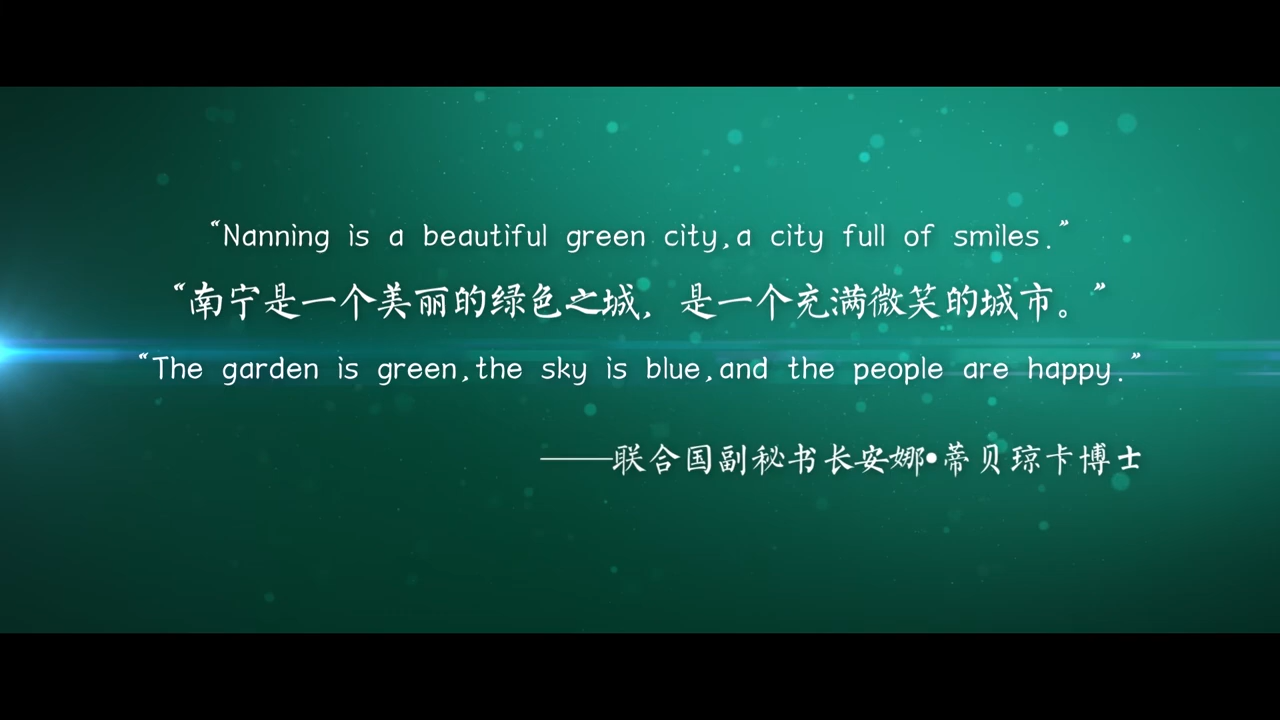 “Nanning is a beautiful green city,a city full of smiles.”
“南宁是一个美丽的绿色之城，是一个充满微笑的城市。”
“The garden is green,the sky is blue,and the people are happy.”
——联合国副秘书长安娜•蒂贝琼卡博士